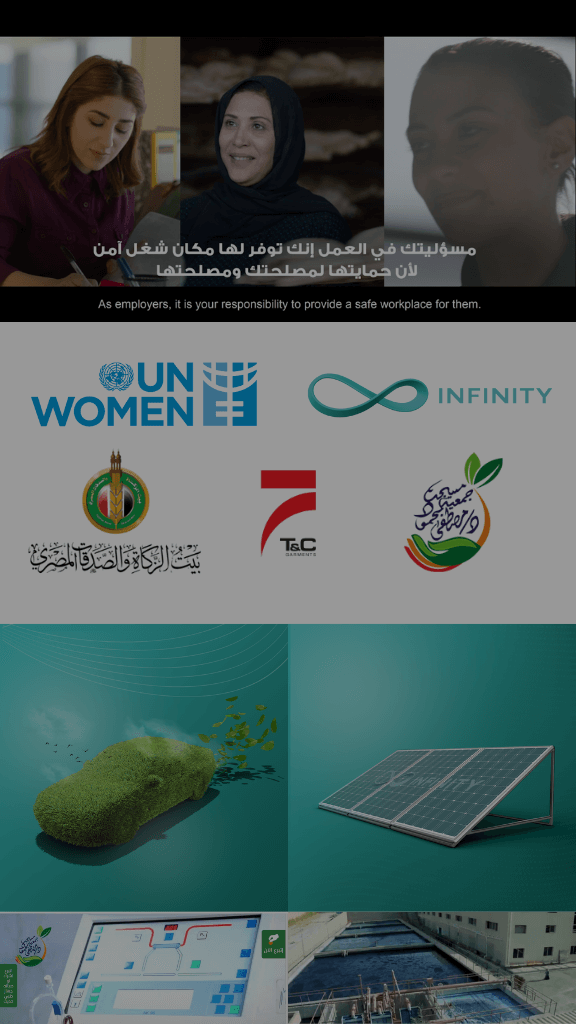 مسؤليتك في العمل إنك توفر لها مكان شغل آمن
لأن حمايتها لمصلحتك ومصلحتها
As employers, it is your responsibility to provide a safe workplace for them.
UN
WOMEN
INFINITY
بيت الزكاة والصدقات المصري
T&C
GARMENTS
INFINITY